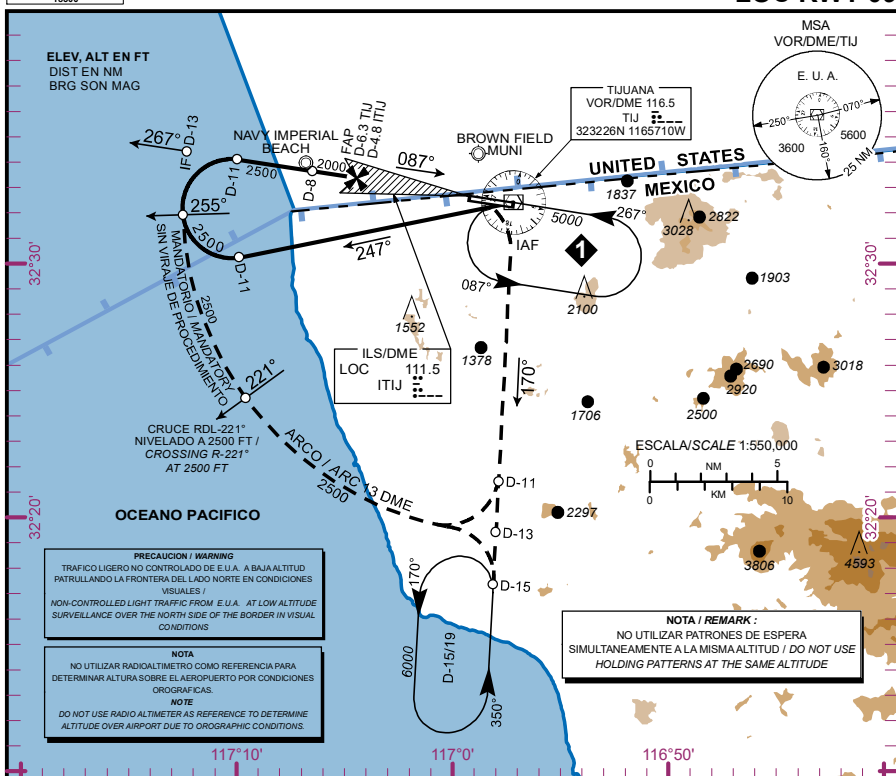 ELEV, ALT EN FT
DIST EN NM
BRG SON MAG
MSA
VOR/DME/TIJ
E. U. A.
250°
070°
160°
3600
5600
25 NM
TIJUANA
VOR/DME 116.5
TIJ
323226N 1165710W
267°
IF
D-13
NAVY IMPERIAL
BEACH
FAP
D-6.3 TIJ
D-4.8 ITIJ
087°
BROWN FIELD
MUNI
D-11
2500
D-8
2000
UNITED STATES
MEXICO
1837
255°
2500
D-11
247°
5000
267°
IAF
087°
1
2100
3028
2822
1903
32°30'
32°30'
MANDATORIO / MANDATORY
SIN VIRAJE DE PROCEDIMIENTO
2500
1552
1378
ILS/DME
LOC 111.5
ITIJ
170°
1706
2690
2920
2500
3018
221°
CRUCE RDL-221°
NIVELADO A 2500 FT /
CROSSING R-221°
AT 2500 FT
ARCO / ARC 13 DME
2500
ESCALA/SCALE 1:550,000
0 NM 5
0 KM 10
D-11
D-13
D-15
2297
3806
4593
32°20'
32°20'
OCEANO PACIFICO
PRECAUCION / WARNING
TRAFICO LIGERO NO CONTROLADO DE E.U.A. A BAJA ALTITUD
PATRULLANDO LA FRONTERA DEL LADO NORTE EN CONDICIONES
VISUALES /
NON-CONTROLLED LIGHT TRAFFIC FROM E.U.A. AT LOW ALTITUDE
SURVEILLANCE OVER THE NORTH SIDE OF THE BORDER IN VISUAL
CONDITIONS
170°
6000
D-15/19
350°
NOTA / REMARK :
NO UTILIZAR PATRONES DE ESPERA
SIMULTANEAMENTE A LA MISMA ALTITUD / DO NOT USE
HOLDING PATTERNS AT THE SAME ALTITUDE
NOTA
NO UTILIZAR RADIOALTIMETRO COMO REFERENCIA PARA
DETERMINAR ALTURA SOBRE EL AEROPUERTO POR CONDICIONES
OROGRAFICAS.
NOTE
DO NOT USE RADIO ALTIMETER AS REFERENCE TO DETERMINE
ALTITUDE OVER AIRPORT DUE TO OROGRAPHIC CONDITIONS.
117°10'
117°0'
116°50'